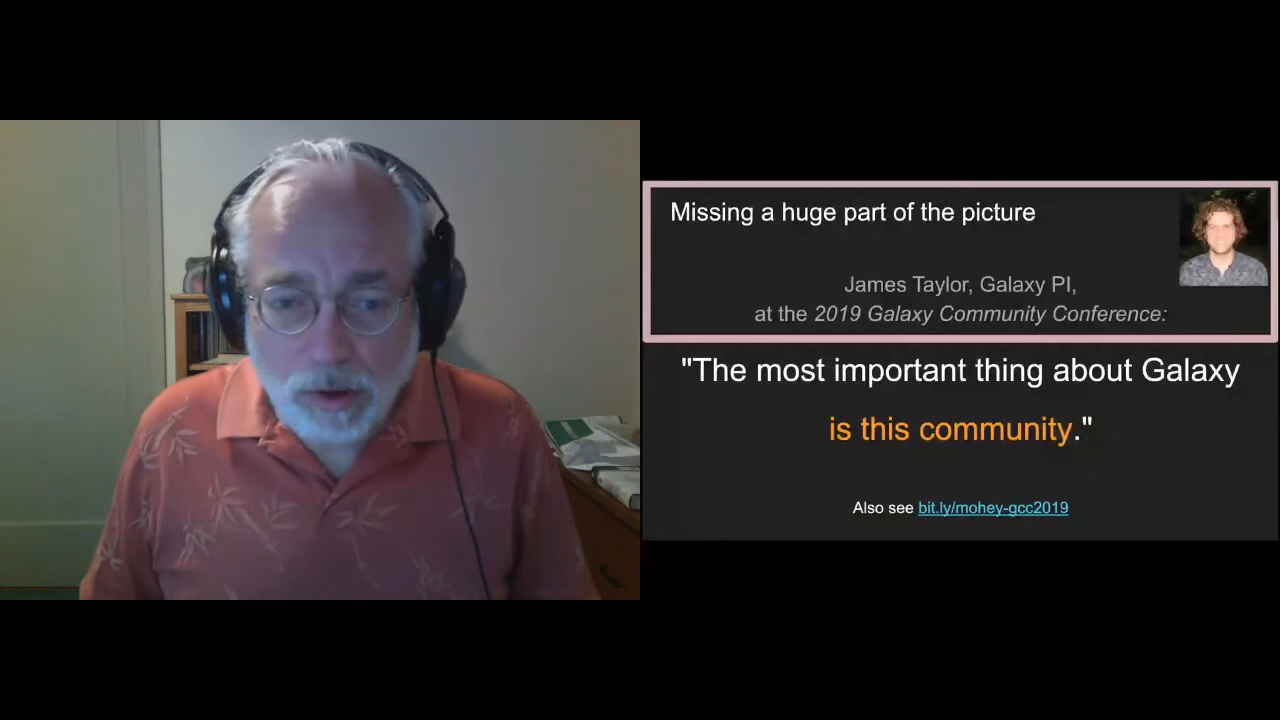 Missing a huge part of the picture
James Taylor, Galaxy PI,
at the 2019 Galaxy Community Conference:
"The most important thing about Galaxy
is this community."
Also see bit.ly/mohey-gcc2019